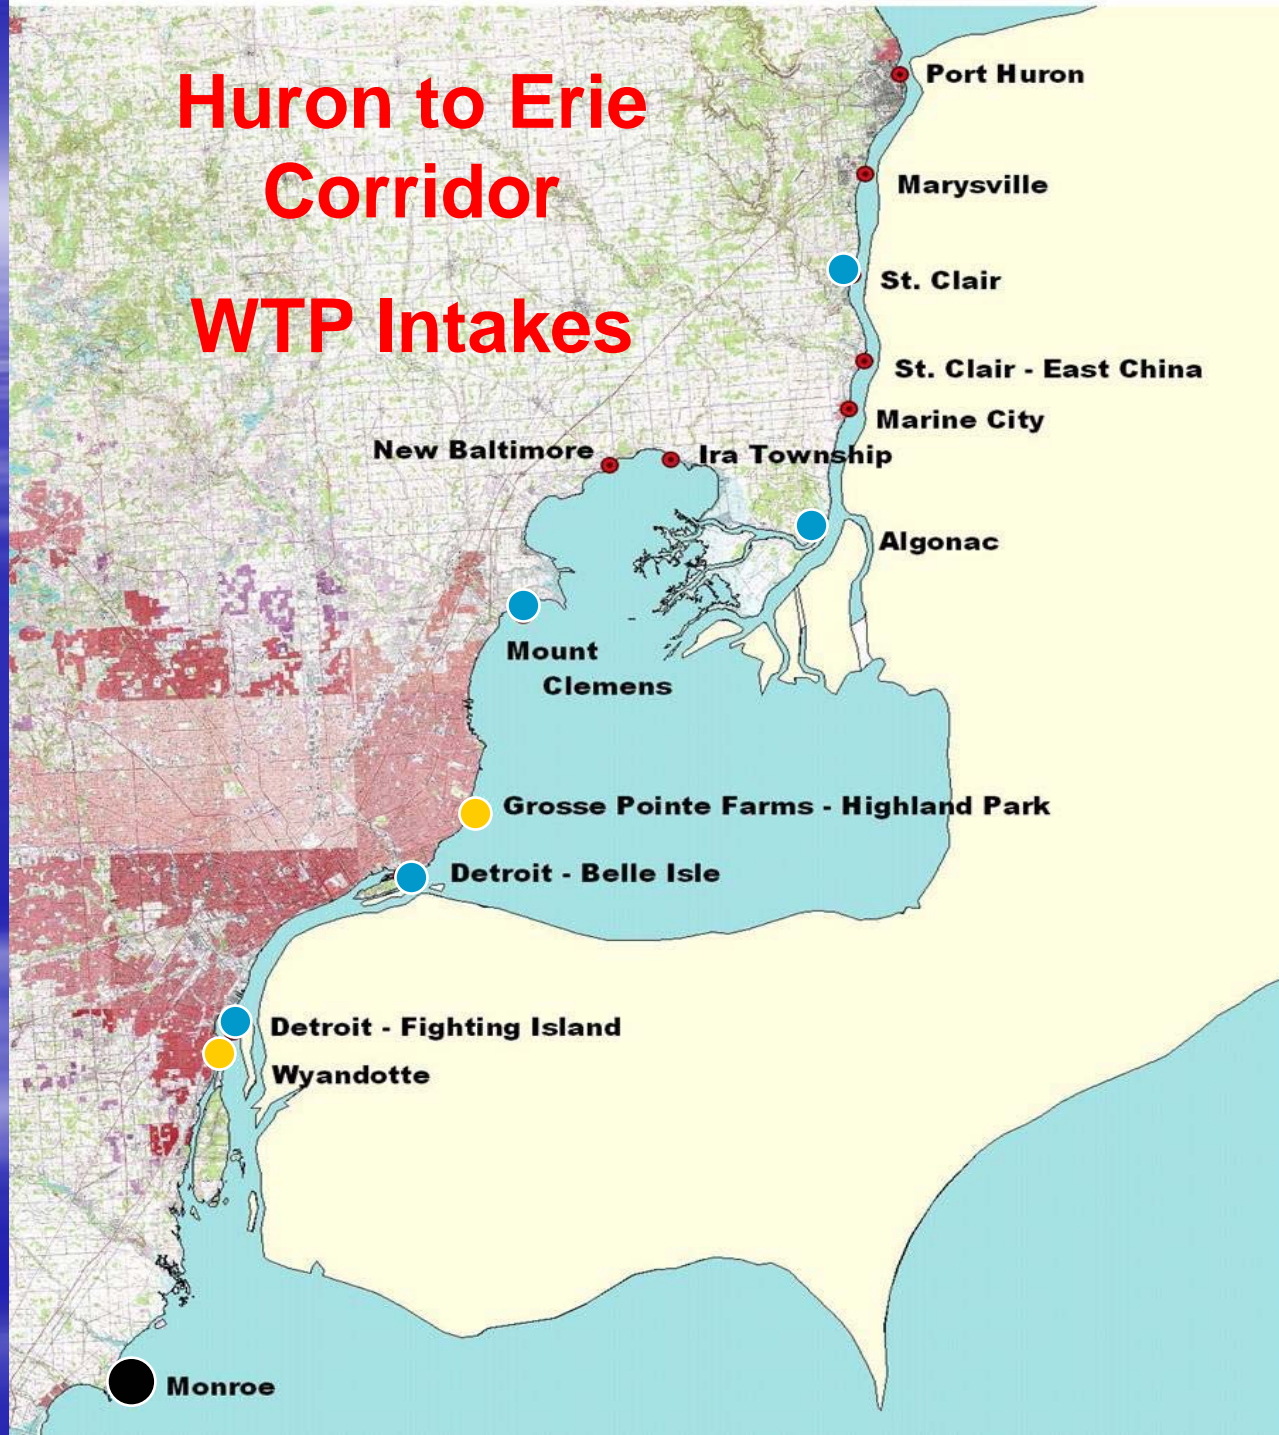 Huron to Erie
Corridor
WTP Intakes
Port Huron
Marysville
St. Clair
St. Clair - East China
Marine City
New Baltimore
Ira Township
Algonac
Mount
Clemens
Grosse Pointe Farms - Highland Park
Detroit - Belle Isle
Detroit - Fighting Island
Wyandotte
Monroe